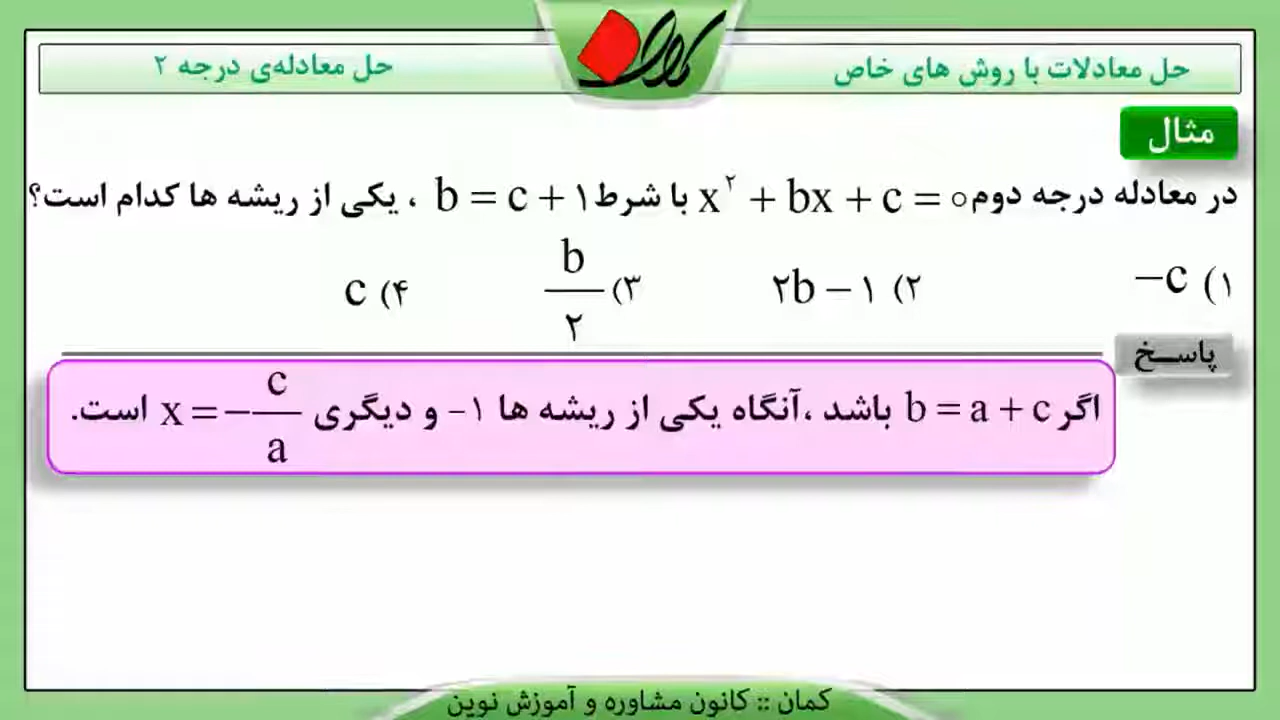 حل معادلات با روش های خاص
کمان
حل معادله‌ی درجه ۲
مثال
در معادله درجه دوم x² + bx + c = ۰ با شرط b = c + ۱ ، یکی از ریشه ها کدام است؟
۱) −c
۲) ۲b − ۱
۳) b/۲
۴) c
پاسـخ
اگر b = a + c باشد ،آنگاه یکی از ریشه ها ۱- و دیگری x = −c/a است.
کمان :: کانون مشاوره و آموزش نوین